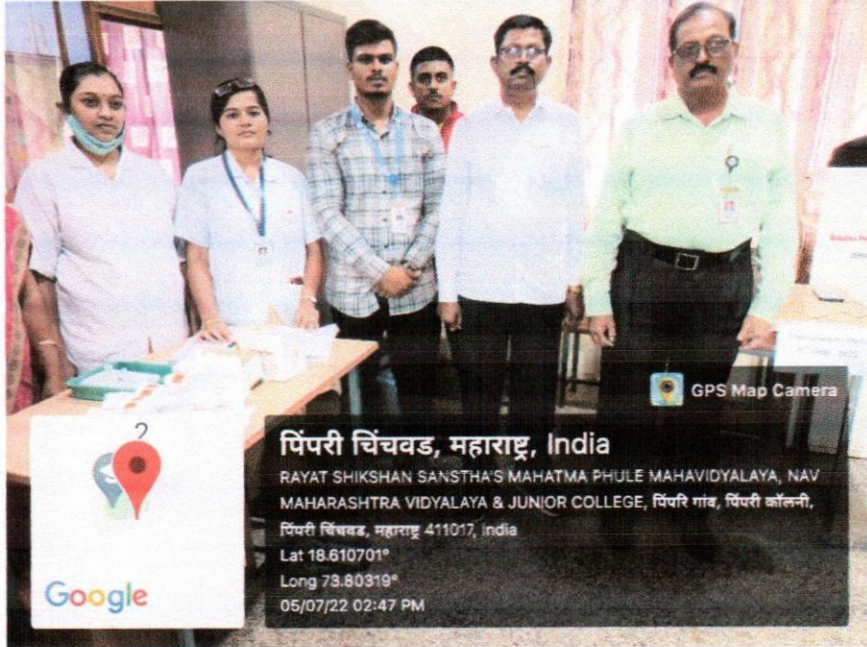 GPS Map Camera
पिंपरी चिंचवड, महाराष्ट्र, India
RAYAT SHIKSHAN SANSTHA'S MAHATMA PHULE MAHAVIDYALAYA, NAV
MAHARASHTRA VIDYALAYA & JUNIOR COLLEGE, पिंपरि गांव, पिंपरी कॉलनी,
पिंपरी चिंचवड, महाराष्ट्र 411017, India
Lat 18.610701°
Long 73.80319°
05/07/22 02:47 PM
Google